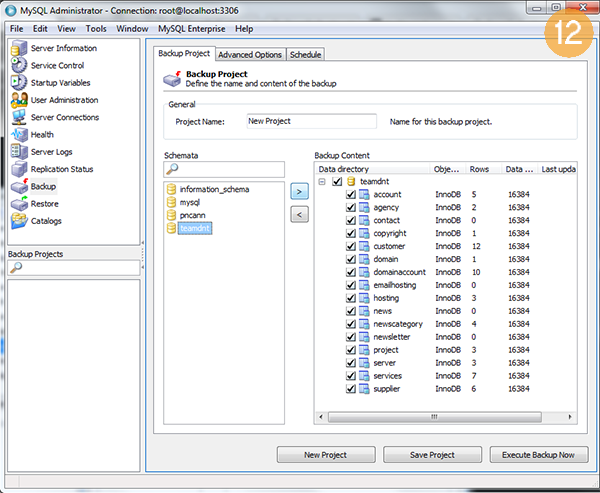 MySQL Administrator - Connection: root@localhost:3306
12
File Edit View Tools Window MySQL Enterprise Help
Server Information
Service Control
Startup Variables
User Administration
Server Connections
Health
Server Logs
Replication Status
Backup
Restore
Catalogs
Backup Projects
Backup Project Advanced Options Schedule
Backup Project
Define the name and content of the backup
General
Project Name: New Project Name for this backup project.
Schemata
information_schema
mysql
pncann
teamdnt
>
<
Backup Content
Data directory Obje... Rows Data ... Last upda
teamdnt
account InnoDB 5 16384
agency InnoDB 2 16384
contact InnoDB 0 16384
copyright InnoDB 1 16384
customer InnoDB 12 16384
domain InnoDB 1 16384
domainaccount InnoDB 10 16384
emailhosting InnoDB 0 16384
hosting InnoDB 3 16384
news InnoDB 0 16384
newscategory InnoDB 4 16384
newsletter InnoDB 0 16384
project InnoDB 3 16384
server InnoDB 3 16384
services InnoDB 7 16384
supplier InnoDB 6 16384
New Project Save Project Execute Backup Now